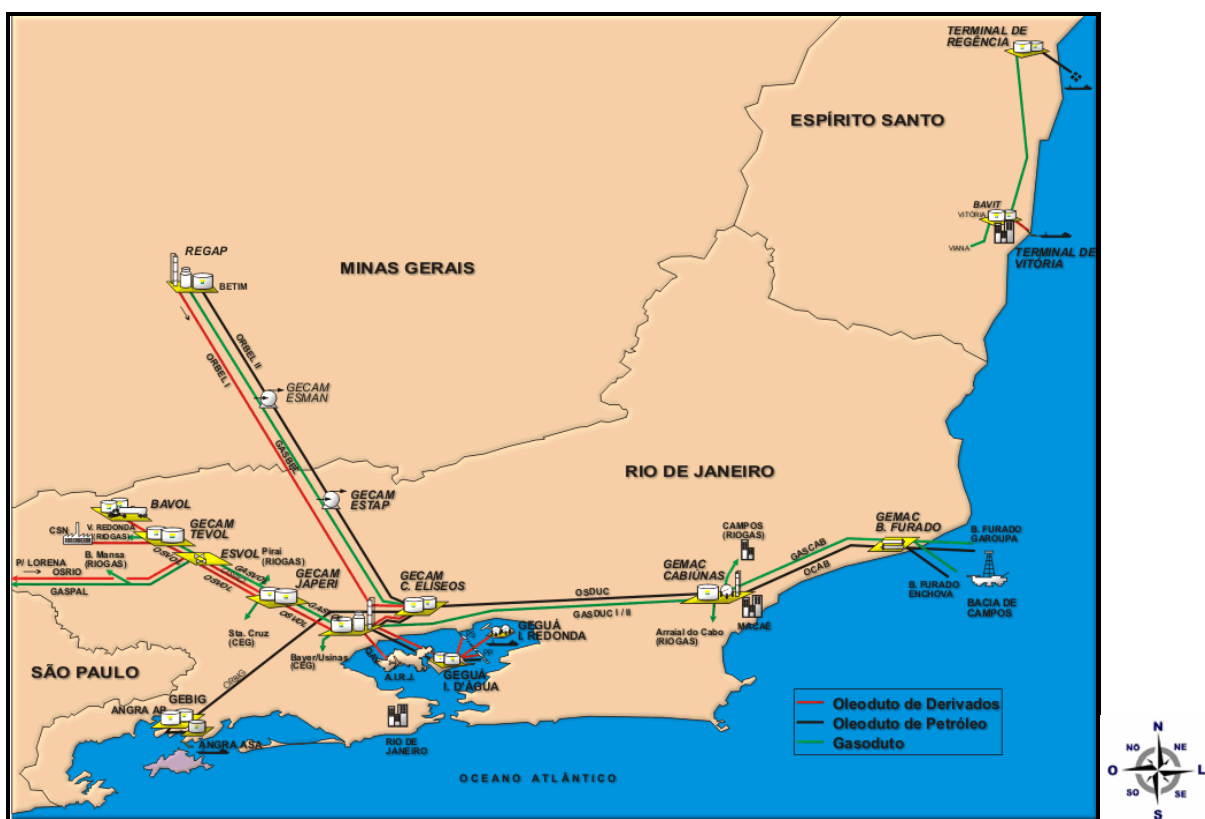 TERMINAL DE
REGÊNCIA
ESPÍRITO SANTO
BAVIT
VITÓRIA
VIANA
TERMINAL DE
VITÓRIA
REGAP
BETIM
MINAS GERAIS
ORBEL II
ORBEL I
GASBEL
GECAM
ESMAN
GECAM
ESTAP
RIO DE JANEIRO
BAVOL
CSN
V. REDONDA
(RIOGAS)
GECAM
TEVOL
B. Mansa
(RIOGAS)
OSVOL
ESVOL
Piraí
(RIOGAS)
GASVOL
OSVOL
P/ LORENA
OSRIO
GASPAL
GECAM
JAPERI
OSVOL
Sta. Cruz
(CEG)
GECAM
C. ELÍSEOS
OSDUC
GASDUC I / II
Bayer/Usinas
(CEG)
A.I.R.J.
GEGUÁ
I. REDONDA
GEGUÁ
I. D'ÁGUA
PP
CAMPOS
(RIOGAS)
GEMAC
CABIÚNAS
MACAÉ
Arraial do Cabo
(RIOGAS)
GASCAB
OCAB
GEMAC
B. FURADO
B. FURADO
GAROUPA
B. FURADO
ENCHOVA
BACIA DE
CAMPOS
SÃO PAULO
ORBIG
GEBIG
ANGRA AP
ANGRA ASA
RIO DE
JANEIRO
Oleoduto de Derivados
Oleoduto de Petróleo
Gasoduto
OCEANO ATLÂNTICO
N
NO
NE
O
L
SO
SE
S